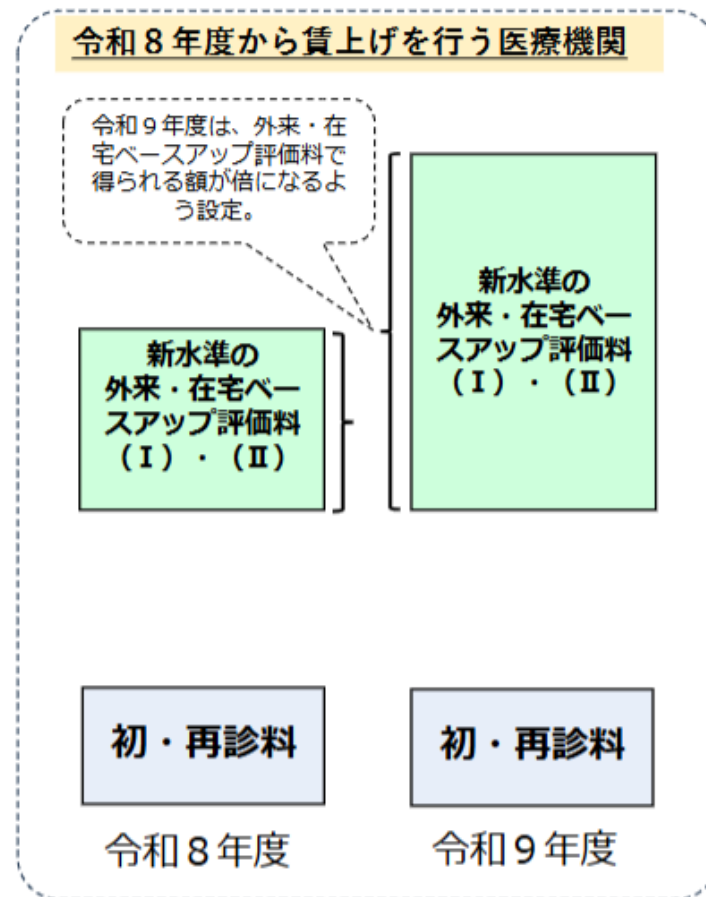 令和８年度から賃上げを行う医療機関
令和９年度は、外来・在
宅ベースアップ評価料で
得られる額が倍になるよ
う設定。
新水準の
外来・在宅ベー
スアップ評価料
（Ⅰ）・（Ⅱ）
新水準の
外来・在宅ベー
スアップ評価料
（Ⅰ）・（Ⅱ）
初・再診料
初・再診料
令和８年度
令和９年度